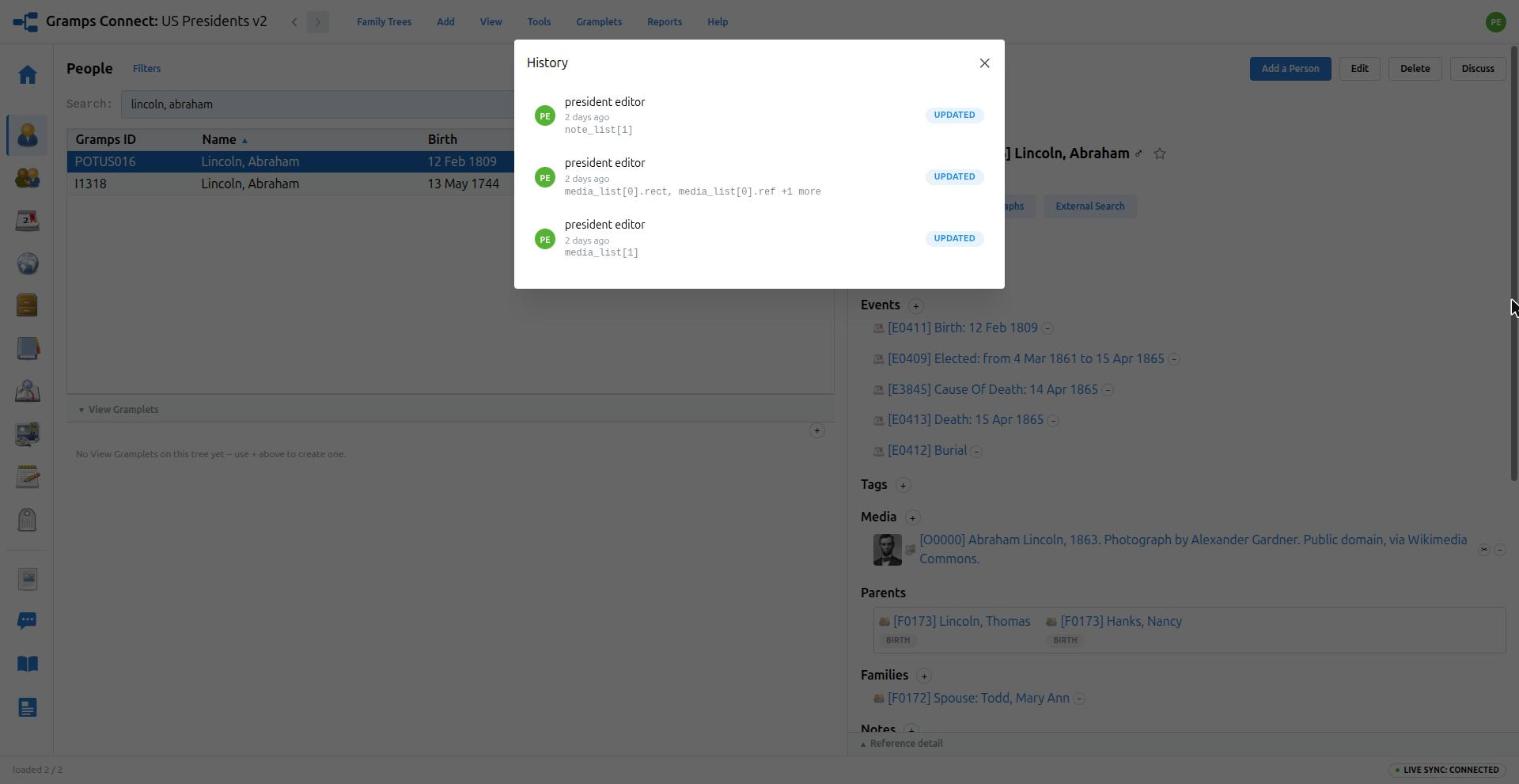 Gramps Connect: US Presidents v2
Family Trees Add View Tools Gramplets Reports Help
PE
People Filters
Add a Person Edit Delete Discuss
Search: lincoln, abraham
Gramps ID Name ▲ Birth
POTUS016 Lincoln, Abraham 12 Feb 1809
I1318 Lincoln, Abraham 13 May 1744
View Gramplets
No View Gramplets on this tree yet – use + above to create one.
History
PE
president editor
2 days ago
note_list[1]
UPDATED
PE
president editor
2 days ago
media_list[0].rect, media_list[0].ref +1 more
UPDATED
PE
president editor
2 days ago
media_list[1]
UPDATED
] Lincoln, Abraham ♂ ☆
aphs External Search
Events +
[E0411] Birth: 12 Feb 1809
[E0409] Elected: from 4 Mar 1861 to 15 Apr 1865
[E3845] Cause Of Death: 14 Apr 1865
[E0413] Death: 15 Apr 1865
[E0412] Burial
Tags +
Media +
[O0000] Abraham Lincoln, 1863. Photograph by Alexander Gardner. Public domain, via Wikimedia
Commons.
Parents
[F0173] Lincoln, Thomas [F0173] Hanks, Nancy
BIRTH BIRTH
Families +
[F0172] Spouse: Todd, Mary Ann
Notes +
Reference detail
loaded 2 / 2
LIVE SYNC: CONNECTED